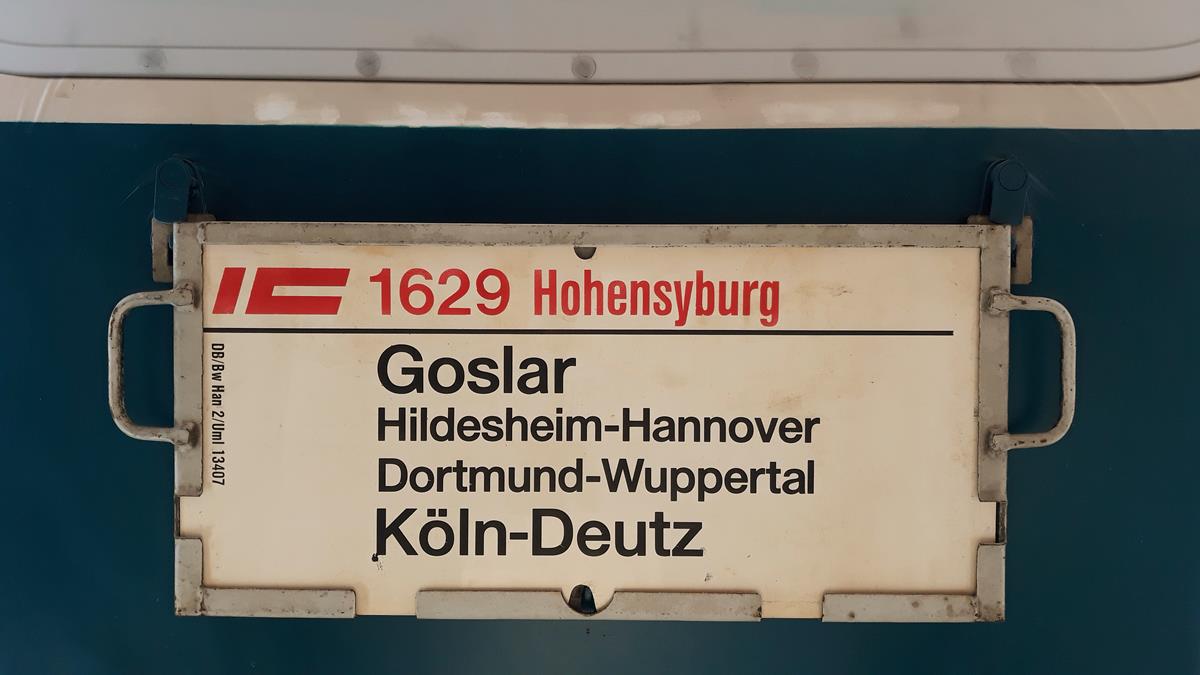 IC 1629 Hohensyburg
Goslar
Hildesheim-Hannover
Dortmund-Wuppertal
Köln-Deutz
DB/Bw Han 2/Uml 13407